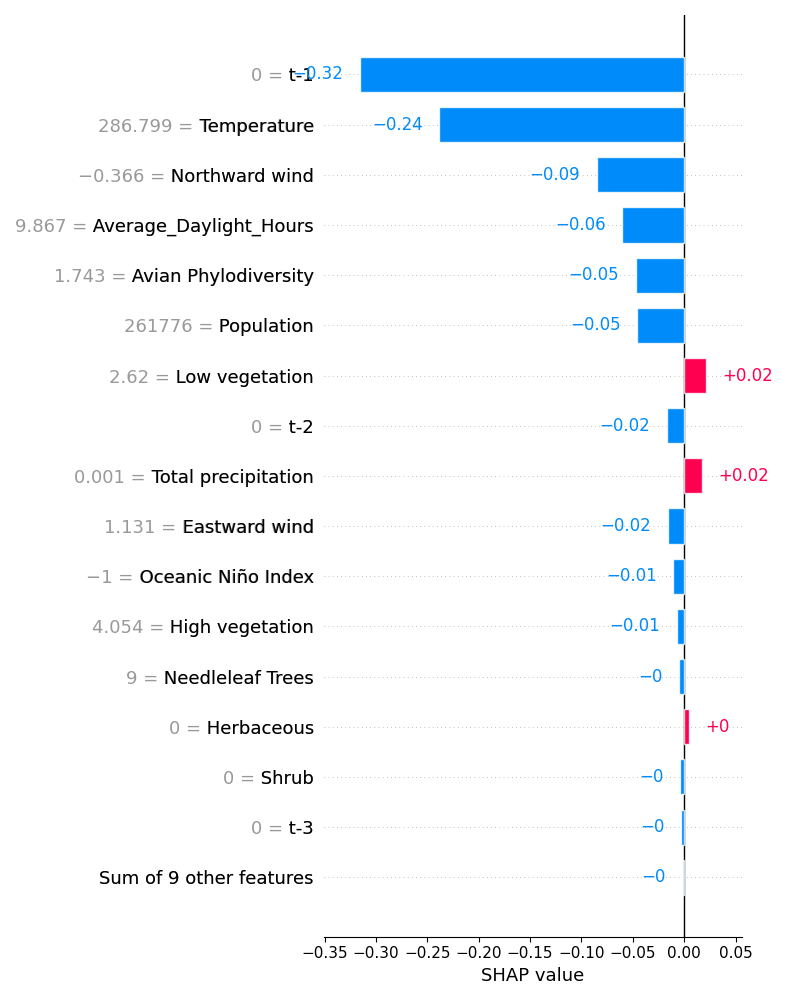 0 = t-1 −0.32
286.799 = Temperature −0.24
−0.366 = Northward wind −0.09
9.867 = Average_Daylight_Hours −0.06
1.743 = Avian Phylodiversity −0.05
261776 = Population −0.05
2.62 = Low vegetation +0.02
0 = t-2 −0.02
0.001 = Total precipitation +0.02
1.131 = Eastward wind −0.02
−1 = Oceanic Niño Index −0.01
4.054 = High vegetation −0.01
9 = Needleleaf Trees −0
0 = Herbaceous +0
0 = Shrub −0
0 = t-3 −0
Sum of 9 other features −0
−0.35 −0.30 −0.25 −0.20 −0.15 −0.10 −0.05 0.00 0.05
SHAP value